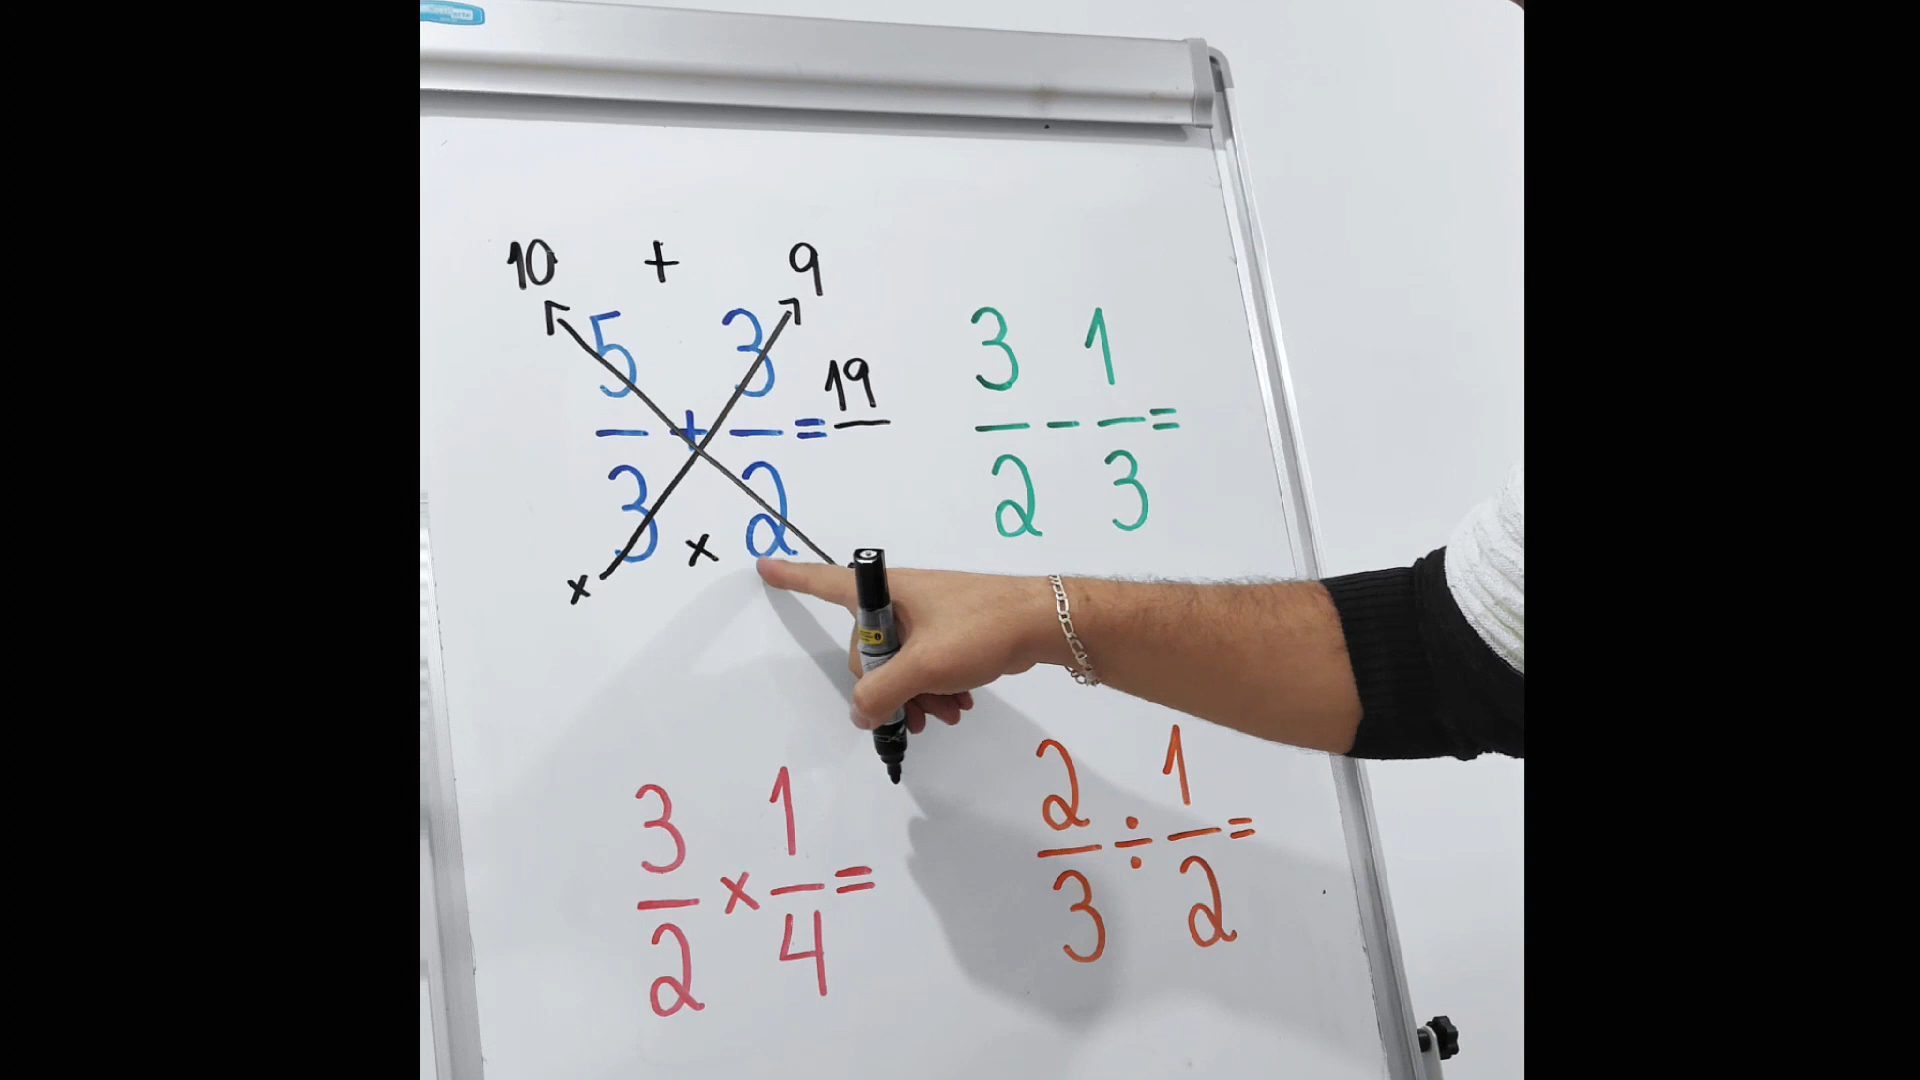 10 + 9
5/3 + 3/2 = 19
x
x
3/2 - 1/3 =
3/2 x 1/4 =
2/3 ÷ 1/2 =